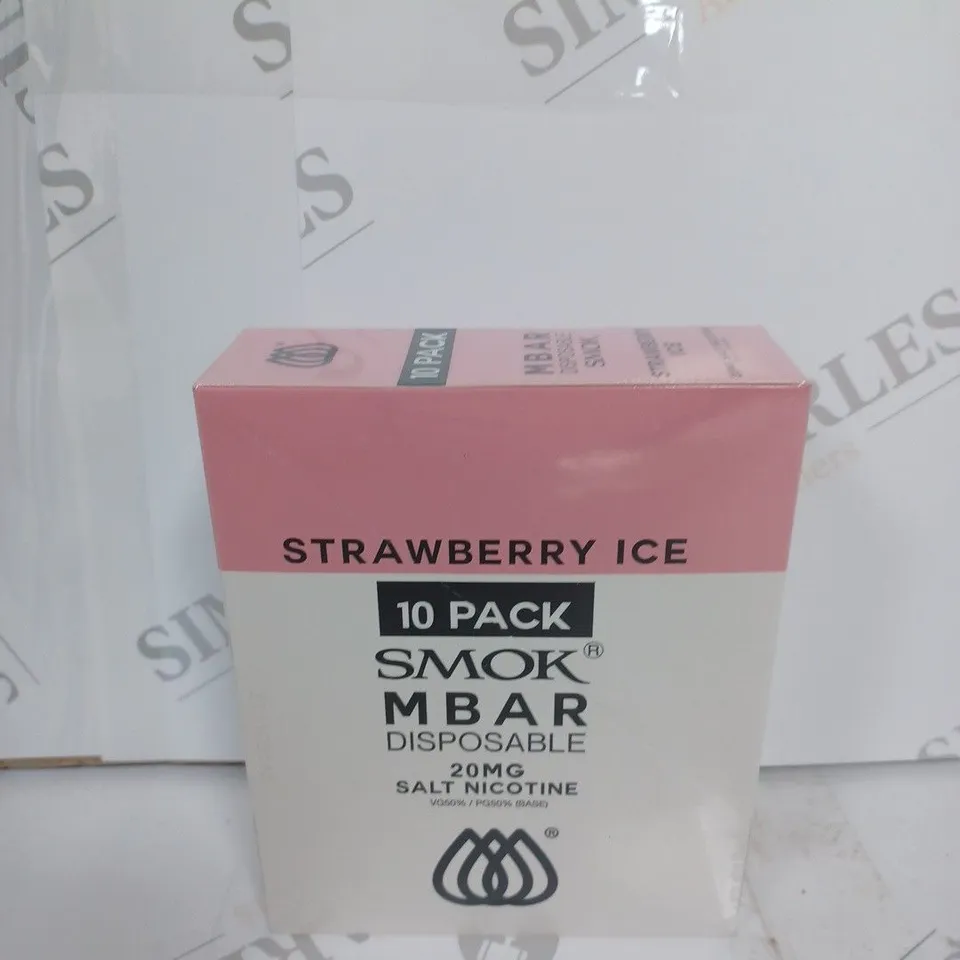 10 PACK
MBAR
DISPOSABLE
SMOK
STRAWBERRY
ICE
STRAWBERRY ICE
10 PACK
SMOK®
MBAR
DISPOSABLE
20MG
SALT NICOTINE
VG50% / PG50% (BASE)
®